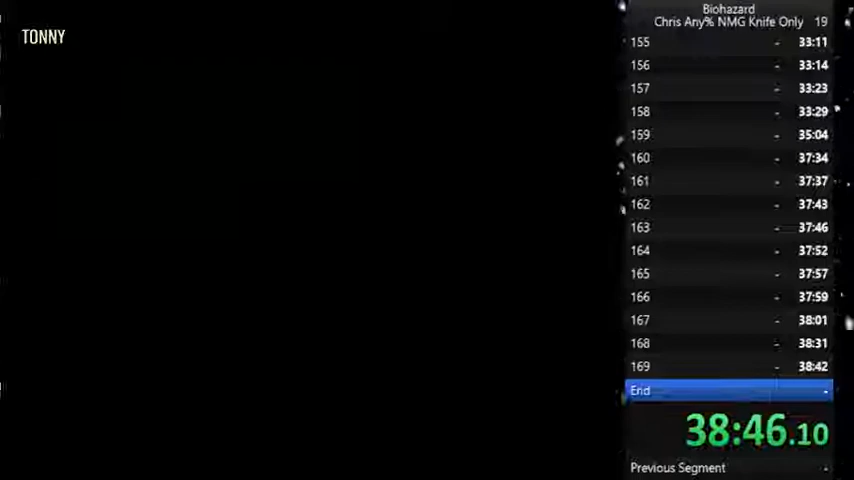 TONNY
Biohazard
Chris Any% NMG Knife Only 19
155 - 33:11
156 - 33:14
157 - 33:23
158 - 33:29
159 - 35:04
160 - 37:34
161 - 37:37
162 - 37:43
163 - 37:46
164 - 37:52
165 - 37:57
166 - 37:59
167 - 38:01
168 - 38:31
169 - 38:42
End -
38:46.10
Previous Segment -